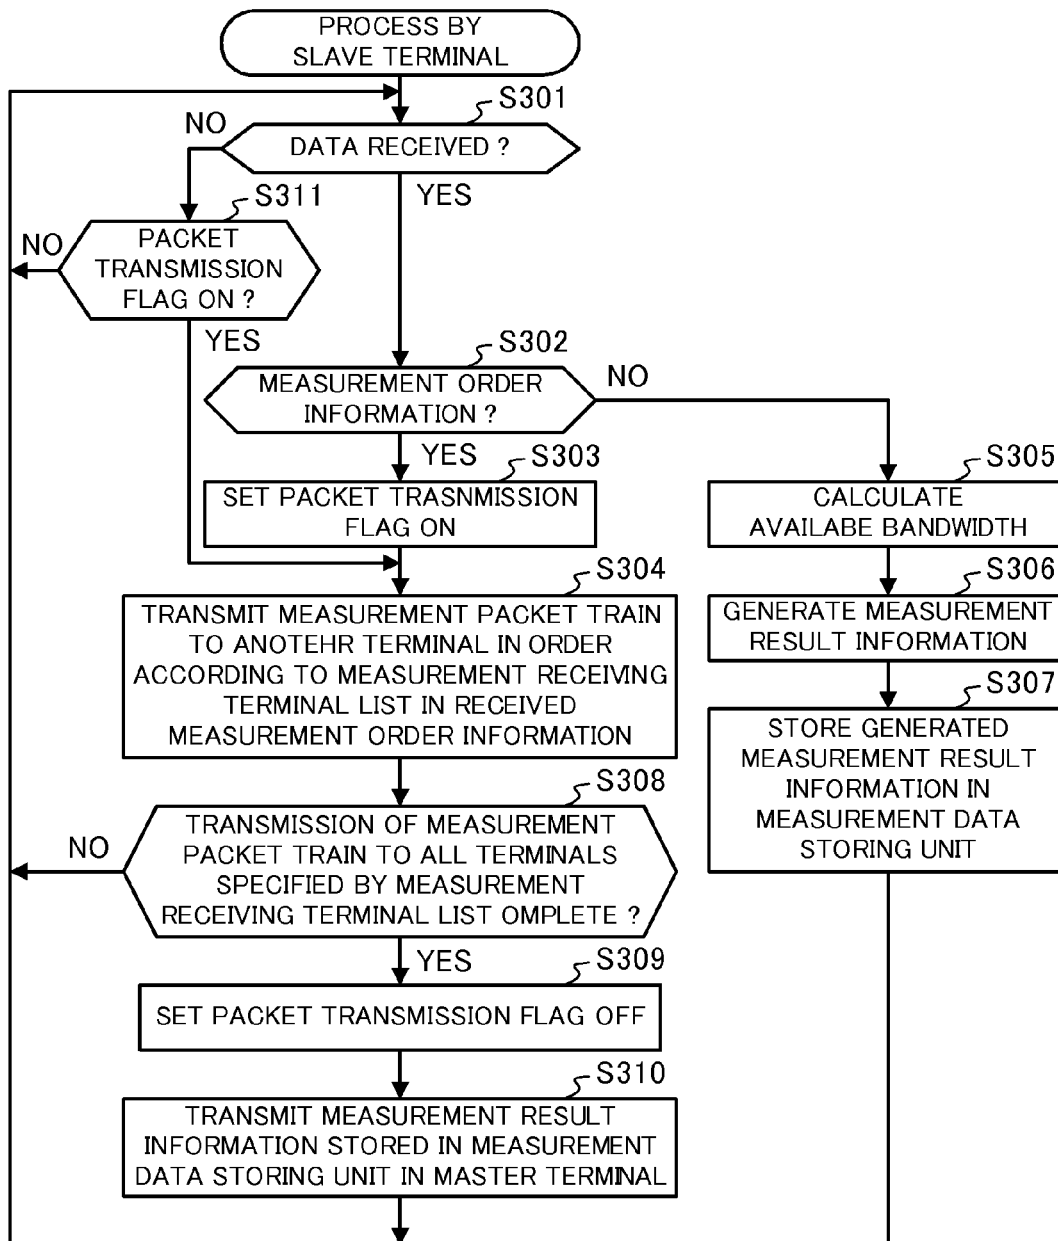 PROCESS BY
SLAVE TERMINAL
S301
NO
DATA RECEIVED ?
YES
S311
NO
PACKET
TRANSMISSION
FLAG ON ?
YES
S302
MEASUREMENT ORDER
INFORMATION ?
NO
YES
S303
SET PACKET TRASNMISSION
FLAG ON
S305
CALCULATE
AVAILABE BANDWIDTH
S304
TRANSMIT MEASUREMENT PACKET TRAIN
TO ANOTEHR TERMINAL IN ORDER
ACCORDING TO MEASUREMENT RECEIVING
TERMINAL LIST IN RECEIVED
MEASUREMENT ORDER INFORMATION
S306
GENERATE MEASUREMENT
RESULT INFORMATION
S307
STORE GENERATED
MEASUREMENT RESULT
INFORMATION IN
MEASUREMENT DATA
STORING UNIT
S308
NO
TRANSMISSION OF MEASUREMENT
PACKET TRAIN TO ALL TERMINALS
SPECIFIED BY MEASUREMENT
RECEIVING TERMINAL LIST OMPLETE ?
YES
S309
SET PACKET TRANSMISSION FLAG OFF
S310
TRANSMIT MEASUREMENT RESULT
INFORMATION STORED IN MEASUREMENT
DATA STORING UNIT IN MASTER TERMINAL